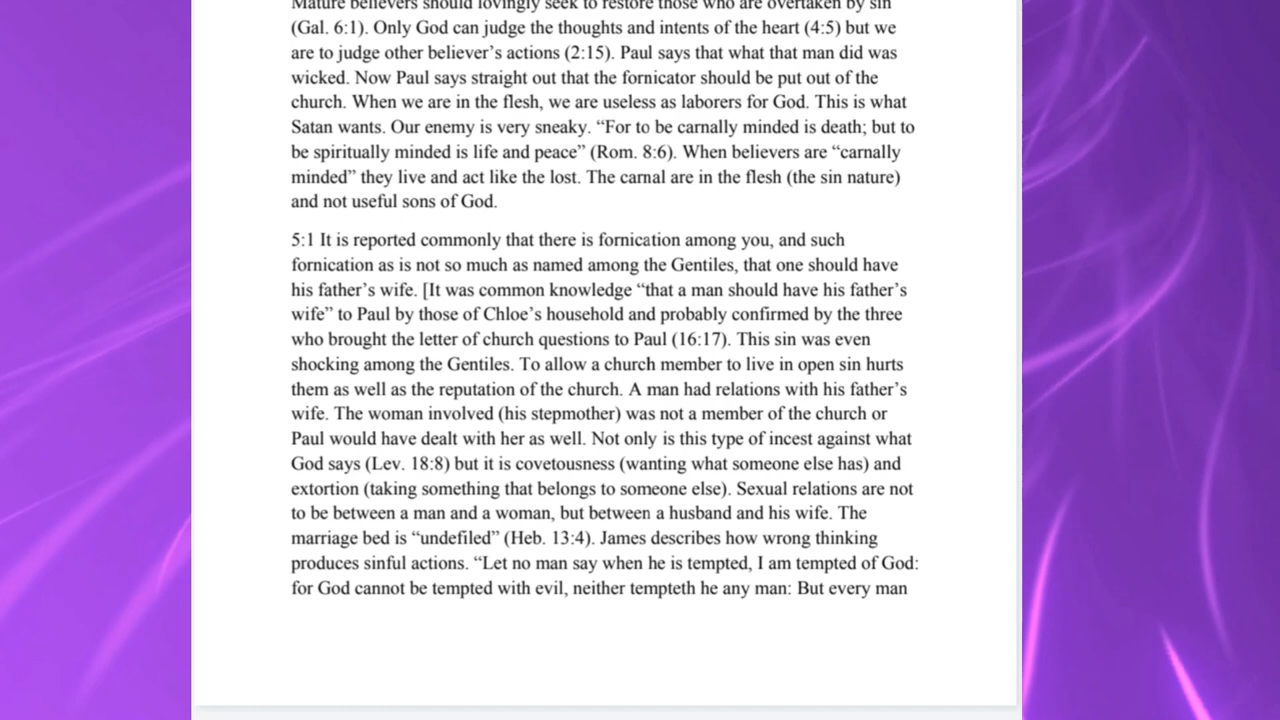 Mature believers should lovingly seek to restore those who are overtaken by sin
(Gal. 6:1). Only God can judge the thoughts and intents of the heart (4:5) but we
are to judge other believer’s actions (2:15). Paul says that what that man did was
wicked. Now Paul says straight out that the fornicator should be put out of the
church. When we are in the flesh, we are useless as laborers for God. This is what
Satan wants. Our enemy is very sneaky. “For to be carnally minded is death; but to
be spiritually minded is life and peace” (Rom. 8:6). When believers are “carnally
minded” they live and act like the lost. The carnal are in the flesh (the sin nature)
and not useful sons of God.
5:1 It is reported commonly that there is fornication among you, and such
fornication as is not so much as named among the Gentiles, that one should have
his father’s wife. [It was common knowledge “that a man should have his father’s
wife” to Paul by those of Chloe’s household and probably confirmed by the three
who brought the letter of church questions to Paul (16:17). This sin was even
shocking among the Gentiles. To allow a church member to live in open sin hurts
them as well as the reputation of the church. A man had relations with his father’s
wife. The woman involved (his stepmother) was not a member of the church or
Paul would have dealt with her as well. Not only is this type of incest against what
God says (Lev. 18:8) but it is covetousness (wanting what someone else has) and
extortion (taking something that belongs to someone else). Sexual relations are not
to be between a man and a woman, but between a husband and his wife. The
marriage bed is “undefiled” (Heb. 13:4). James describes how wrong thinking
produces sinful actions. “Let no man say when he is tempted, I am tempted of God:
for God cannot be tempted with evil, neither tempteth he any man: But every man